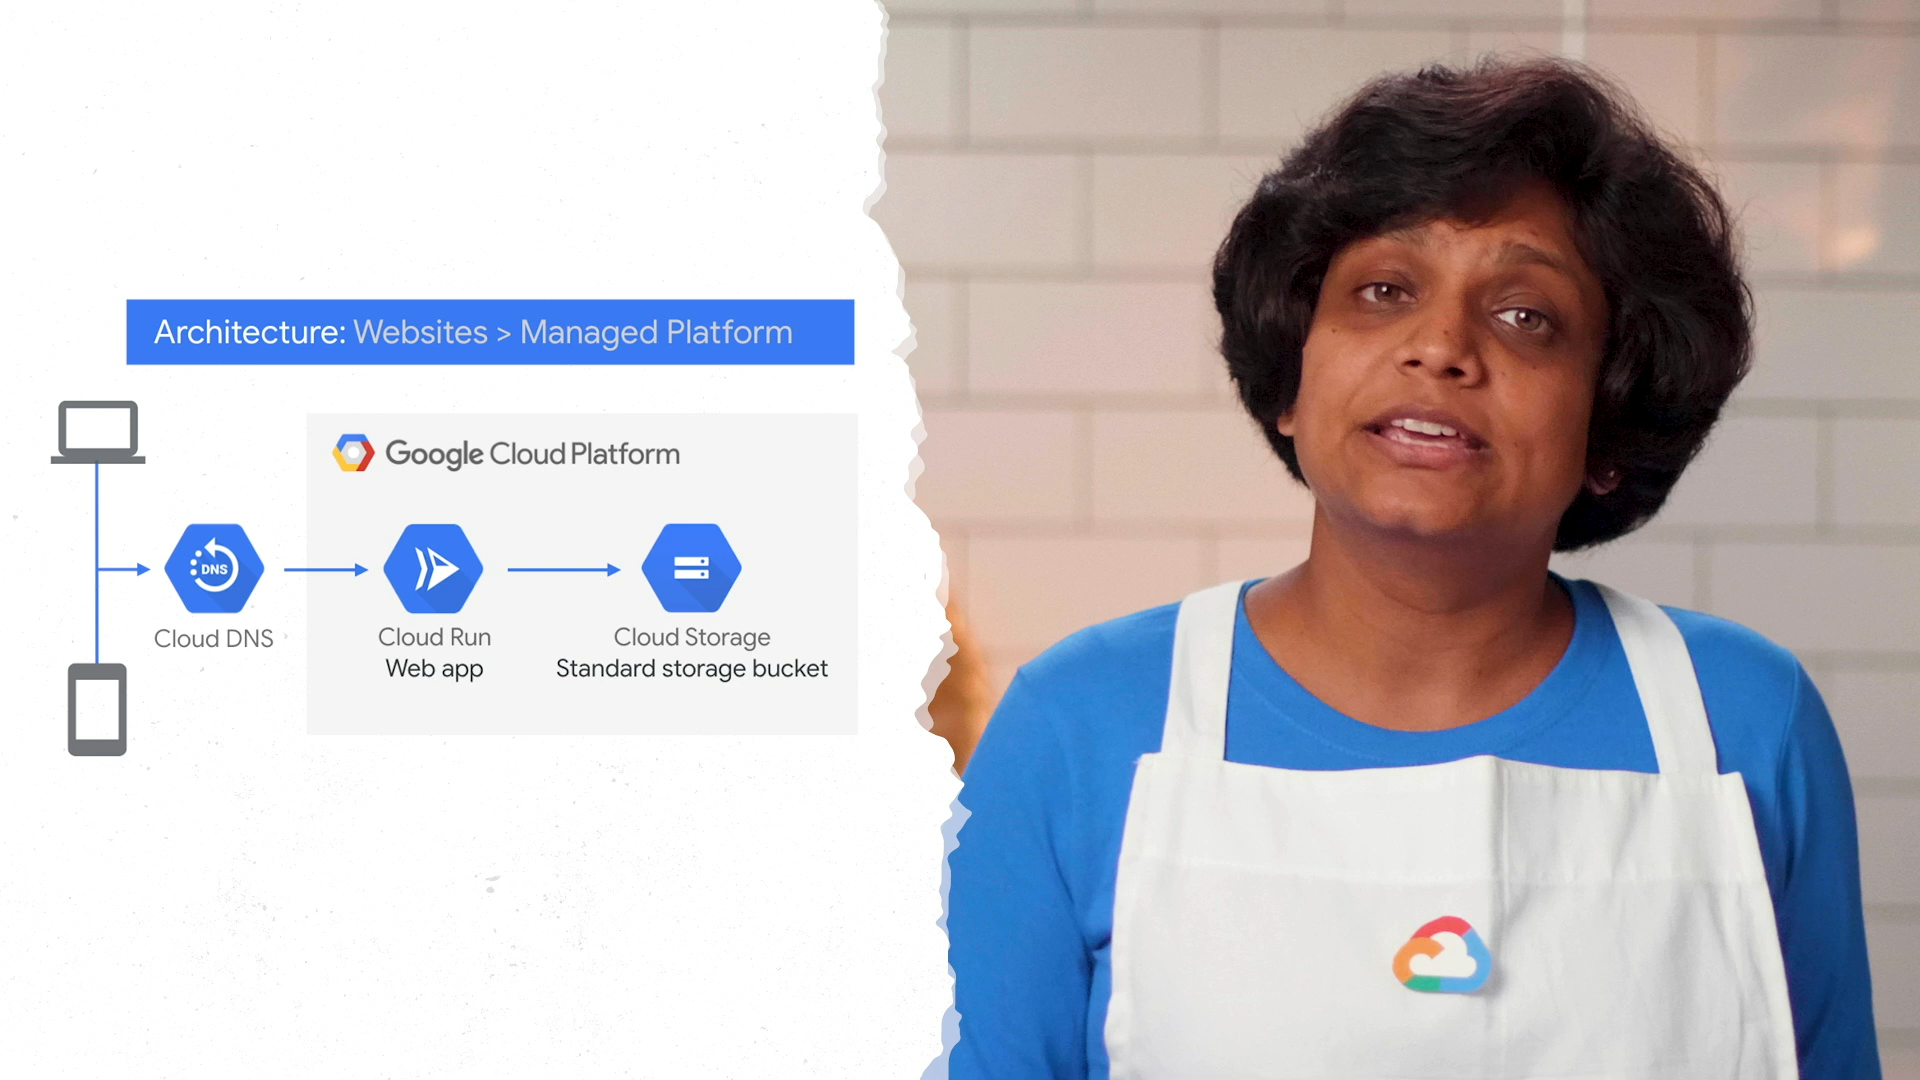 Architecture: Websites > Managed Platform
Google Cloud Platform
DNS
Cloud DNS
Cloud Run
Web app
Cloud Storage
Standard storage bucket